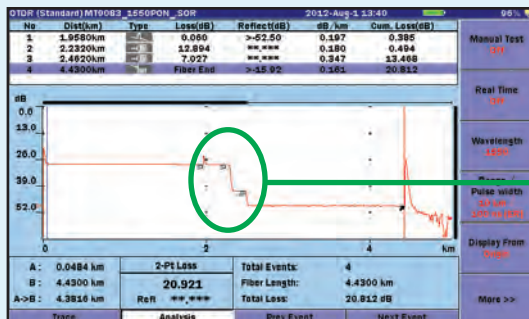 OTDR (Standard) MT0083_1550PON_.SOR 2012-Aug-1 13:40 96%
No Dist(km) Type Loss(dB) Reflect(dB) dB/km Cum. Loss(dB)
1 1.9580km 0.060 >-52.50 0.197 0.385
2 2.2320km 12.894 **.*** 0.180 0.494
3 2.4620km 7.027 **.*** 0.347 13.468
4 4.4300km Fiber End >-15.92 0.161 20.812
Manual Test
Real Time
Wavelength
Pulse width
Display From
More >>
dB
0.0
13.0
26.0
39.0
52.0
0 2 4 km
A: 0.0484 km 2-Pt Loss Total Events: 4
B: 4.4300 km 20.921 Fiber Length: 4.4300 km
A->B: 4.3816 km Refl **.*** Total Loss: 20.812 dB
Trace Analysis Prev Event Next Event